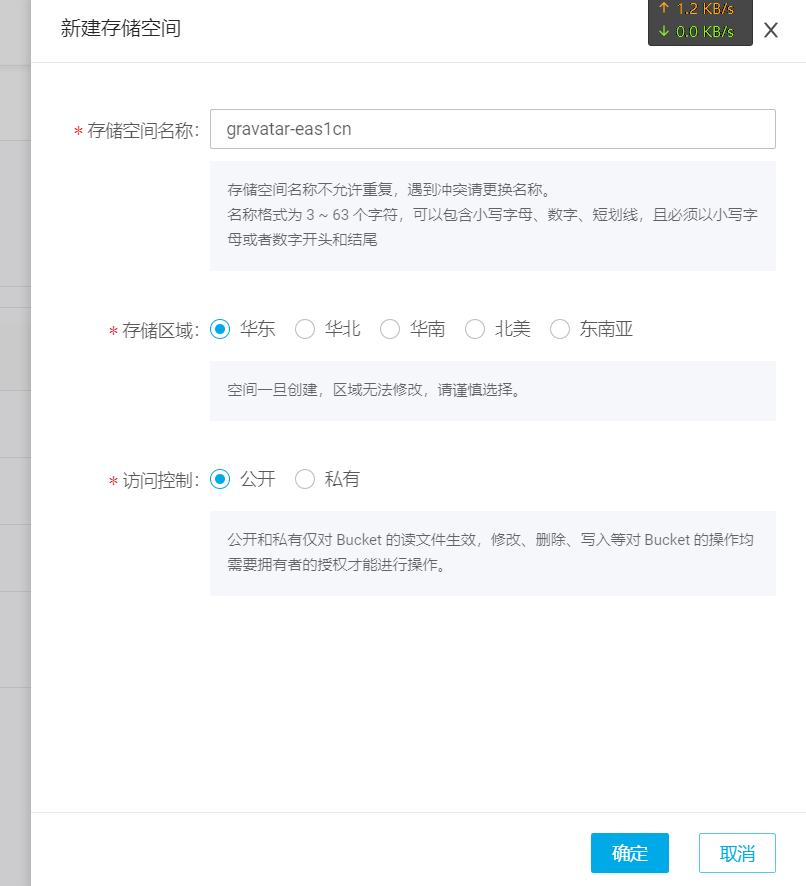 ↑ 1.2 KB/s
新建存储空间
↓ 0.0 KB/s
* 存储空间名称: gravatar-eas1cn
存储空间名称不允许重复，遇到冲突请更换名称。
名称格式为 3 ~ 63 个字符，可以包含小写字母、数字、短划线，且必须以小写字
母或者数字开头和结尾
* 存储区域: 华东 华北 华南 北美 东南亚
空间一旦创建，区域无法修改，请谨慎选择。
* 访问控制: 公开 私有
公开和私有仅对 Bucket 的读文件生效，修改、删除、写入等对 Bucket 的操作均
需要拥有者的授权才能进行操作。
确定 取消